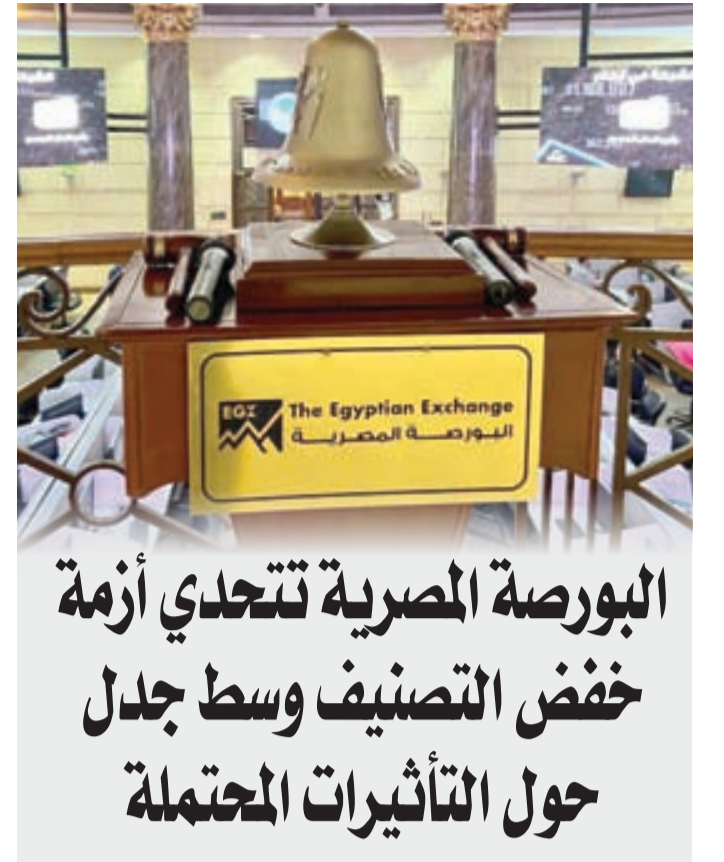 EGX
The Egyptian Exchange
البورصة المصرية
البورصة المصرية تتحدي أزمة
خفض التصنيف وسط جدل
حول التأثيرات المحتملة